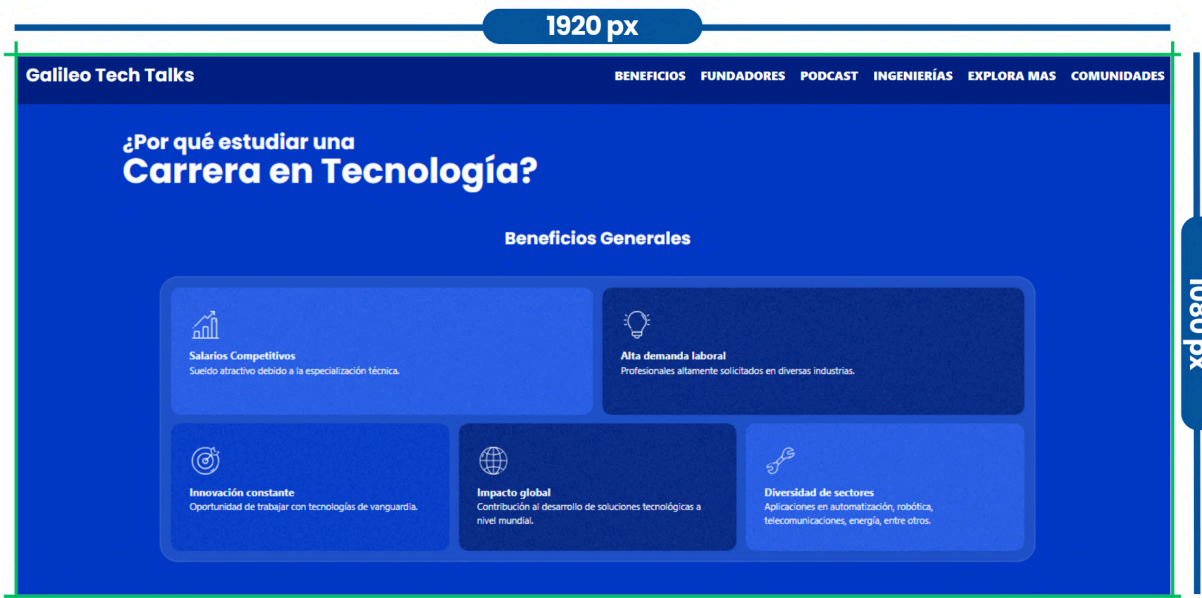 1920 px
Galileo Tech Talks
BENEFICIOS FUNDADORES PODCAST INGENIERÍAS EXPLORA MAS COMUNIDADES
¿Por qué estudiar una
Carrera en Tecnología?
Beneficios Generales
Salarios Competitivos
Sueldo atractivo debido a la especialización técnica.
Alta demanda laboral
Profesionales altamente solicitados en diversas industrias.
Innovación constante
Oportunidad de trabajar con tecnologías de vanguardia.
Impacto global
Contribución al desarrollo de soluciones tecnológicas a
nivel mundial.
Diversidad de sectores
Aplicaciones en automatización, robótica,
telecomunicaciones, energía, entre otros.
1080 px